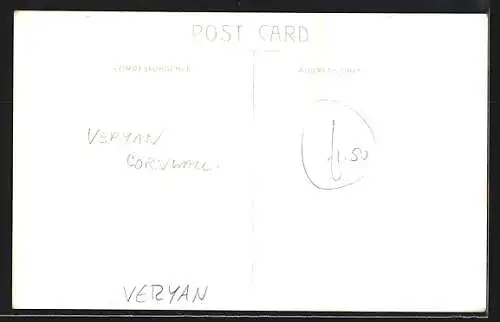 POST CARD
CORRESPONDENCE
ADDRESS ONLY
VERYAN
CORNWALL.
1.50
VERYAN